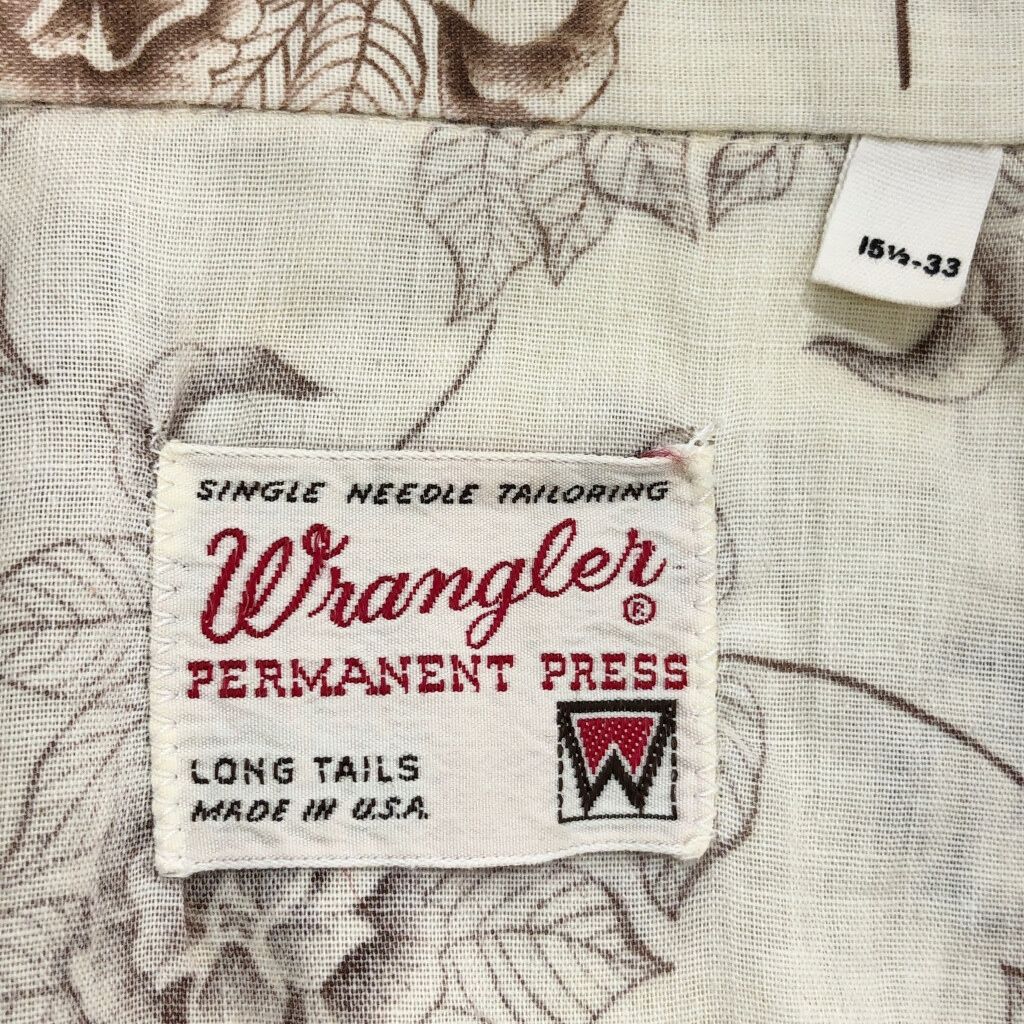 15½-33
SINGLE NEEDLE TAILORING
Wrangler®
PERMANENT PRESS
LONG TAILS
MADE IN U.S.A.
W